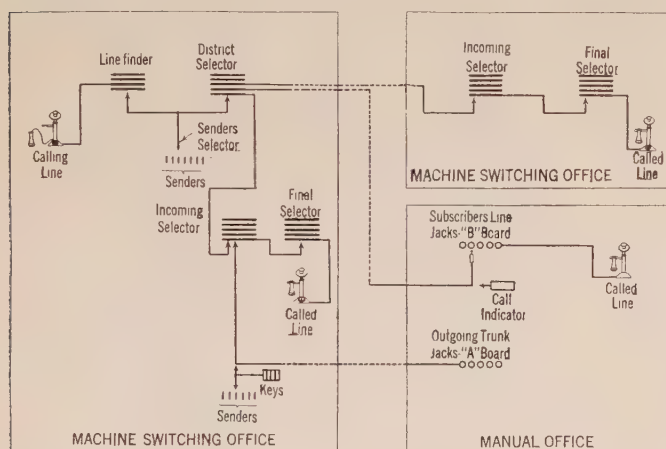 Line finder
District
Selector
Senders
Selector
Senders
Calling
Line
Incoming
Selector
Final
Selector
Called
Line
Keys
Senders
MACHINE SWITCHING OFFICE
Incoming
Selector
Final
Selector
Called
Line
MACHINE SWITCHING OFFICE
Subscribers Line
Jacks-"B" Board
Called
Line
Call
Indicator
Outgoing Trunk
Jacks-"A" Board
MANUAL OFFICE